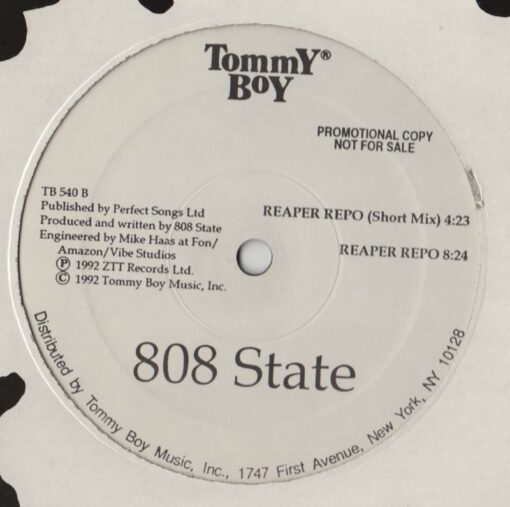 TommY®
BoY
PROMOTIONAL COPY
NOT FOR SALE
TB 540 B
Published by Perfect Songs Ltd
Produced and written by 808 State
Engineered by Mike Haas at Fon/
Amazon/Vibe Studios
Ⓟ 1992 ZTT Records Ltd.
© 1992 Tommy Boy Music, Inc.
REAPER REPO (Short Mix) 4:23
REAPER REPO 8:24
808 State
Distributed by Tommy Boy Music, Inc., 1747 First Avenue, New York, NY 10128